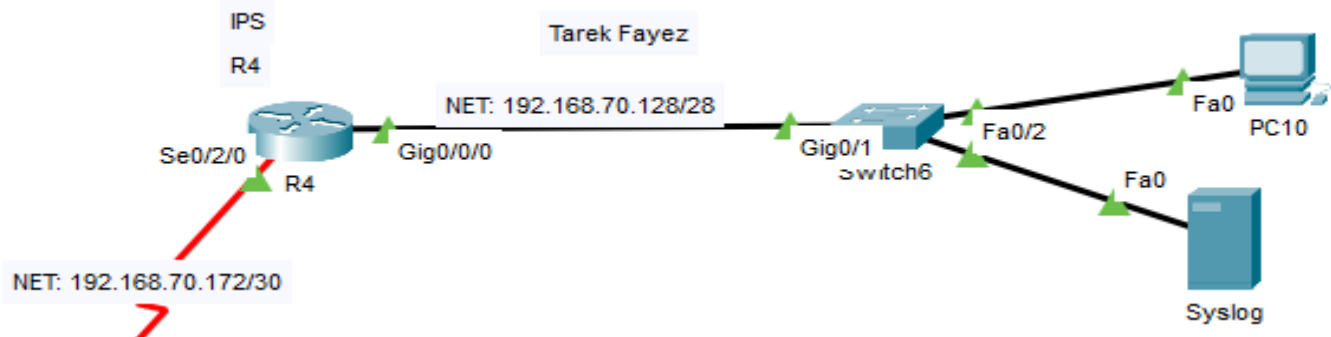 IPS
Tarek Fayez
R4
NET: 192.168.70.128/28
Se0/2/0
Gig0/0/0
R4
Gig0/1
Switch6
Fa0/2
Fa0
PC10
Fa0
NET: 192.168.70.172/30
Syslog